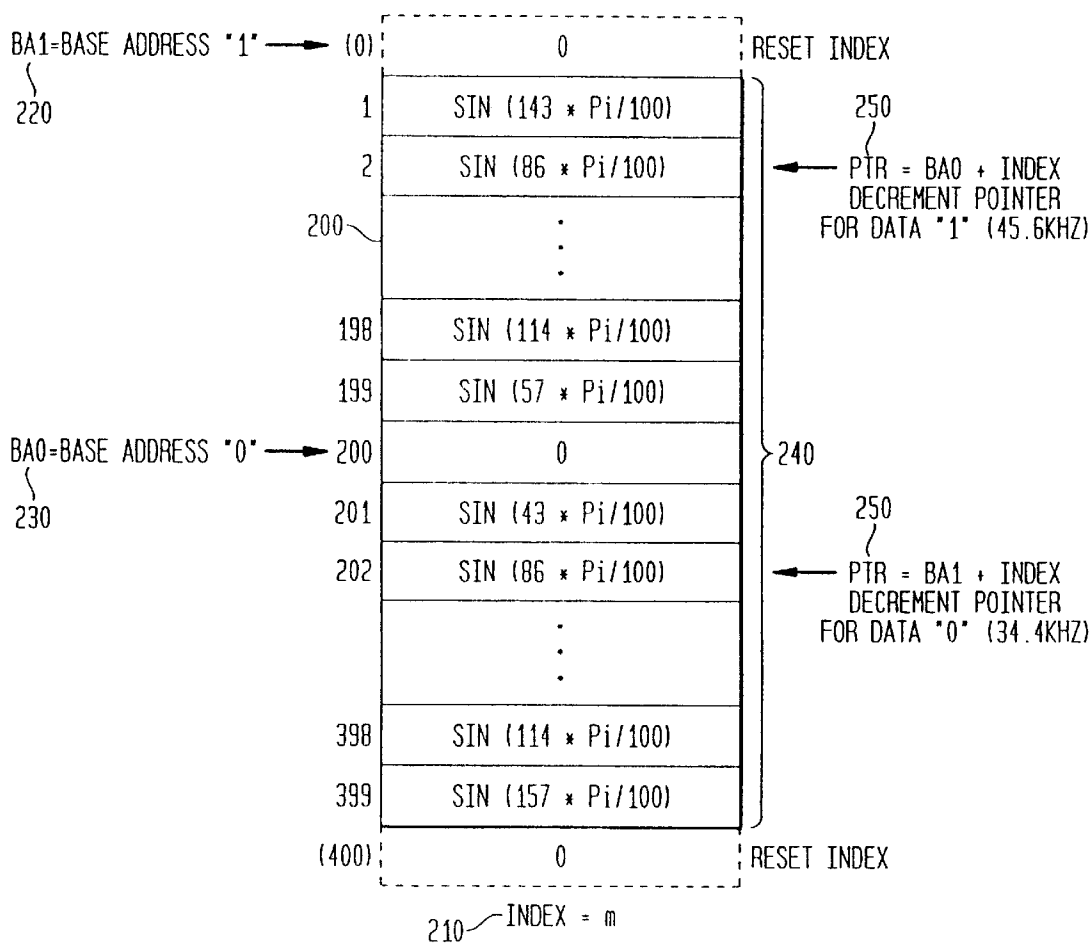 BA1=BASE ADDRESS "1"
220
(0) 0 RESET INDEX
1 SIN (143 * Pi/100)
2 SIN (86 * Pi/100)
200
.
.
.
198 SIN (114 * Pi/100)
199 SIN (57 * Pi/100)
BA0=BASE ADDRESS "0"
230
200 0
201 SIN (43 * Pi/100)
202 SIN (86 * Pi/100)
.
.
.
398 SIN (114 * Pi/100)
399 SIN (157 * Pi/100)
(400) 0 RESET INDEX
240
250
PTR = BA0 + INDEX
DECREMENT POINTER
FOR DATA "1" (45.6KHZ)
250
PTR = BA1 + INDEX
DECREMENT POINTER
FOR DATA "0" (34.4KHZ)
210 INDEX = m